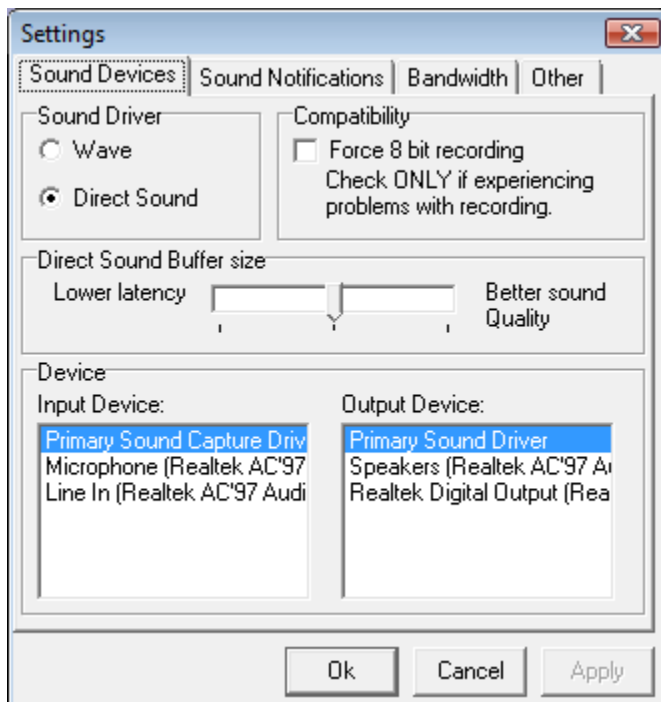 Settings
Sound Devices
Sound Notifications
Bandwidth
Other
Sound Driver
Wave
Direct Sound
Compatibility
Force 8 bit recording
Check ONLY if experiencing
problems with recording.
Direct Sound Buffer size
Lower latency
Better sound
Quality
Device
Input Device:
Primary Sound Capture Driv
Microphone (Realtek AC'97
Line In (Realtek AC'97 Audi
Output Device:
Primary Sound Driver
Speakers (Realtek AC'97 Au
Realtek Digital Output (Rea
Ok
Cancel
Apply